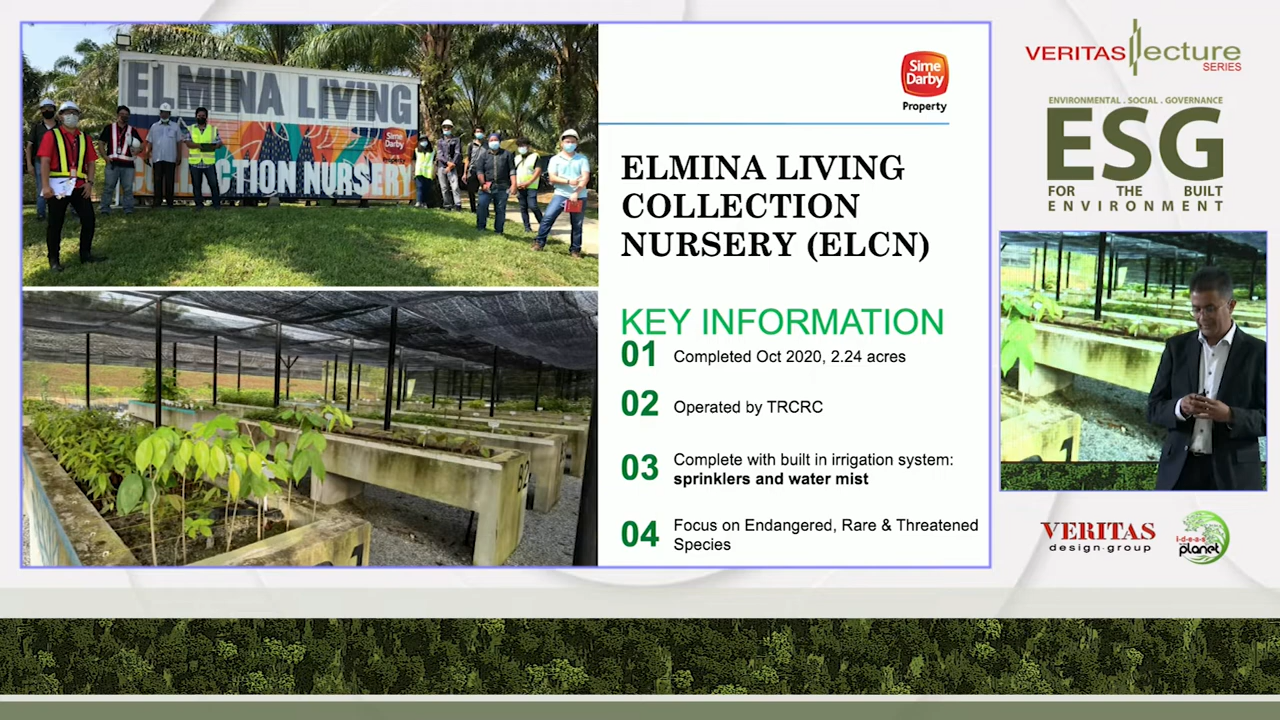 ELMINA LIVING
Sime
Darby
COLLECTION NURSERY
Sime
Darby
Property
ELMINA LIVING
COLLECTION
NURSERY (ELCN)
KEY INFORMATION
01 Completed Oct 2020, 2.24 acres
02 Operated by TRCRC
03 Complete with built in irrigation system:
sprinklers and water mist
04 Focus on Endangered, Rare & Threatened
Species
VERITAS lecture
SERIES
ENVIRONMENTAL . SOCIAL . GOVERNANCE
ESG
FOR THE BUILT
ENVIRONMENT
VERITAS
design·group
i-d-e-a-s
planet